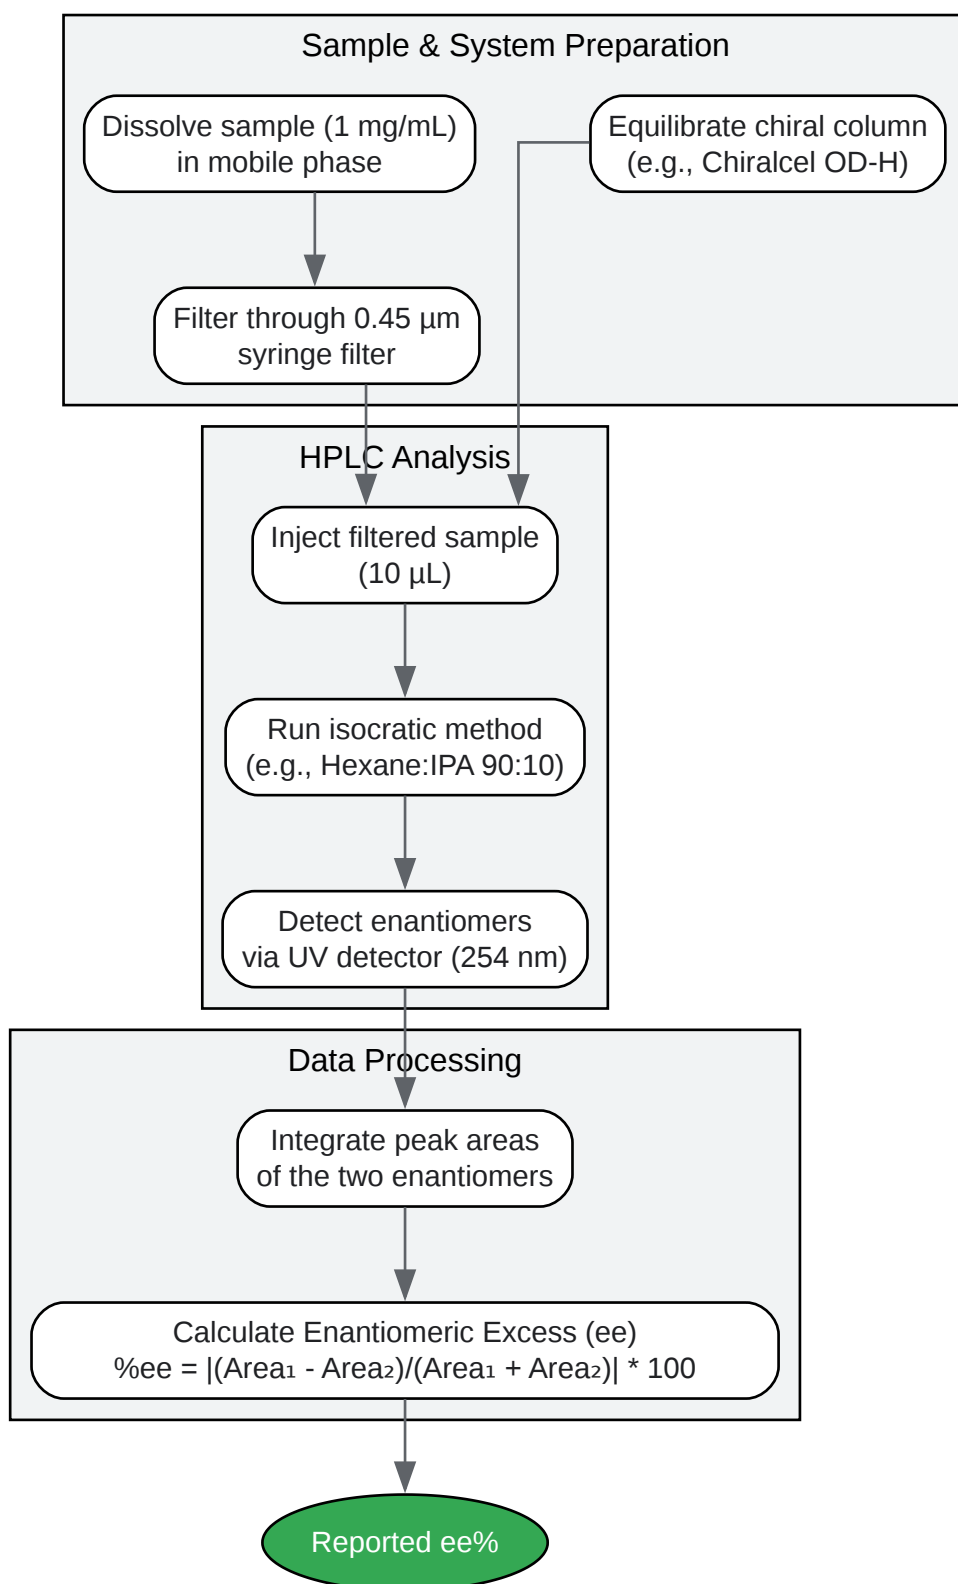 Sample & System Preparation
Dissolve sample (1 mg/mL)
in mobile phase
Equilibrate chiral column
(e.g., Chiralcel OD-H)
Filter through 0.45 µm
syringe filter
HPLC Analysis
Inject filtered sample
(10 µL)
Run isocratic method
(e.g., Hexane:IPA 90:10)
Detect enantiomers
via UV detector (254 nm)
Data Processing
Integrate peak areas
of the two enantiomers
Calculate Enantiomeric Excess (ee)
%ee = |(Area₁ - Area₂)/(Area₁ + Area₂)| * 100
Reported ee%